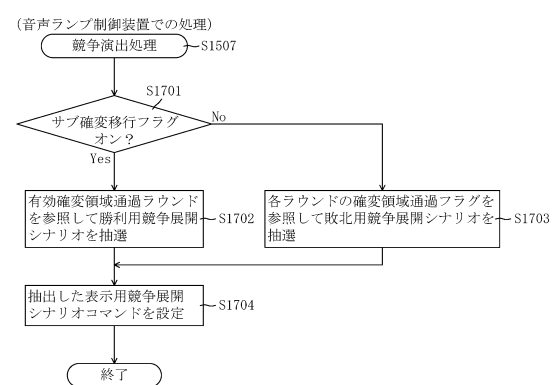 (音声ランプ制御装置での処理)
競争演出処理
S1507
S1701
サブ確変移行フラグ
オン？
No
Yes
有効確変領域通過ラウンド
を参照して勝利用競争展開
シナリオを抽選
S1702
各ラウンドの確変領域通過フラグを
参照して敗北用競争展開シナリオを
抽選
S1703
抽出した表示用競争展開
シナリオコマンドを設定
S1704
終了